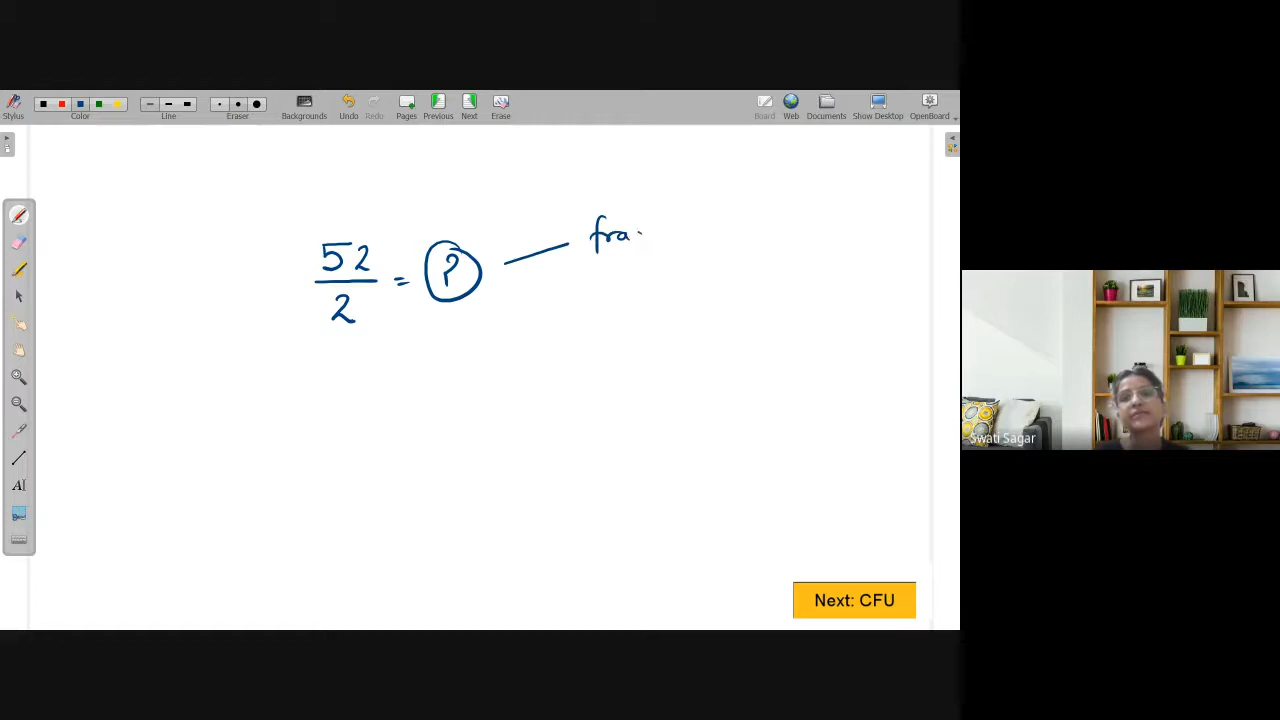 Stylus
Color
Line
Eraser
Backgrounds
Undo
Redo
Pages
Previous
Next
Erase
Board
Web
Documents
Show Desktop
OpenBoard
52
2
= ?
fra
AI
Swati Sagar
Next: CFU